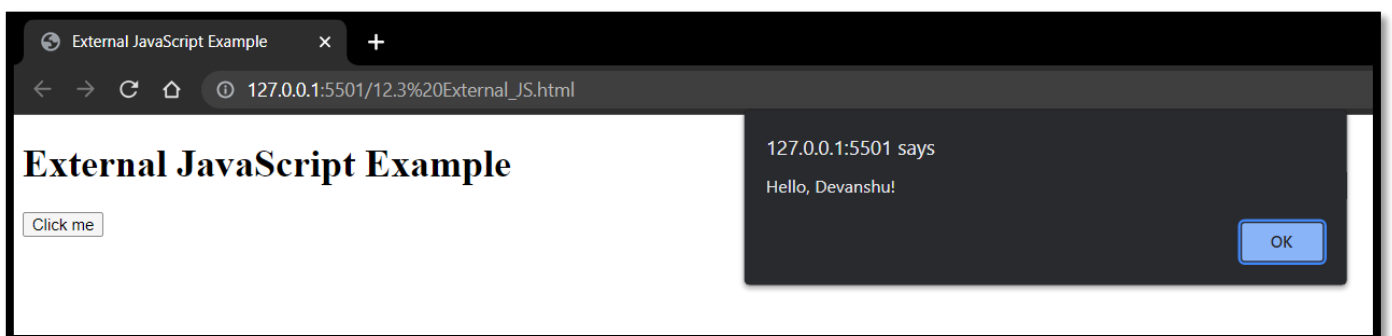 External JavaScript Example
127.0.0.1:5501/12.3%20External_JS.html
External JavaScript Example
Click me
127.0.0.1:5501 says
Hello, Devanshu!
OK